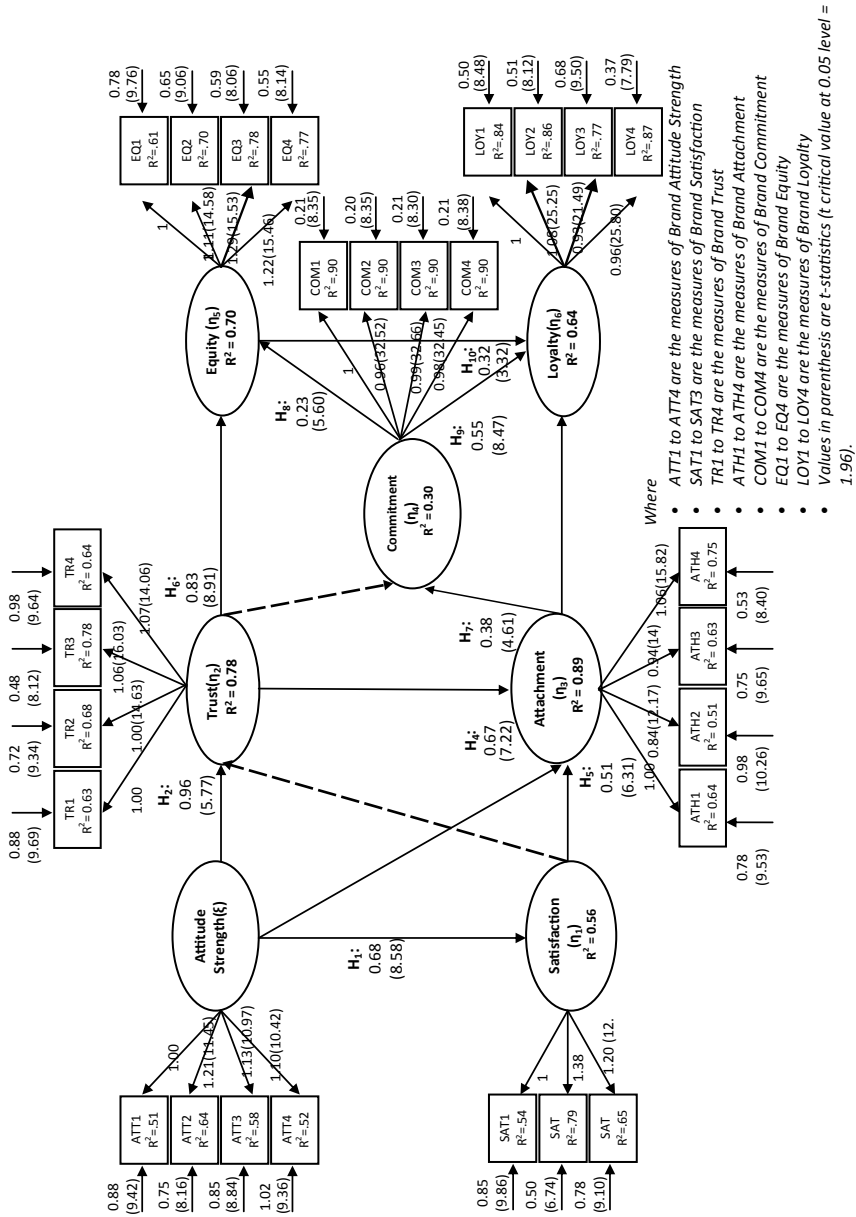 0.88
(9.42)
0.75
(8.16)
0.85
(8.84)
1.02
(9.36)
ATT1
R²=.51
ATT2
R²=.64
ATT3
R²=.58
ATT4
R²=.52
1.00
1.21(11.45)
1.13(10.97)
1.10(10.42)
Attitude
Strength(ξ)
0.85
(9.86)
0.50
(6.74)
0.78
(9.10)
SAT1
R²=.54
SAT
R²=.79
SAT
R²=.65
1
1.38
1.20 (12.
Satisfaction
(η₁)
R² = 0.56
H₁:
0.68
(8.58)
0.88
(9.69)
0.72
(9.34)
0.48
(8.12)
0.98
(9.64)
TR1
R²= 0.63
TR2
R²= 0.68
TR3
R²= 0.78
TR4
R²= 0.64
1.00
1.00(14.63)
1.06(16.03)
1.07(14.06)
H₂:
0.96
(5.77)
Trust(η₂)
R² = 0.78
H₆:
0.83
(8.91)
H₄:
0.67
(7.22)
H₅:
0.51
(6.31)
Attachment
(η₃)
R² = 0.89
H₇:
0.38
(4.61)
1.00
0.84(12.17)
0.94(14)
1.06(15.82)
ATH1
R²= 0.64
ATH2
R²= 0.51
ATH3
R²= 0.63
ATH4
R²= 0.75
0.78
(9.53)
0.98
(10.26)
0.75
(9.65)
0.53
(8.40)
Commitment
(η₄)
R² = 0.30
H₈:
0.23
(5.60)
H₉:
0.55
(8.47)
1
0.96(32.52)
0.99(32.66)
0.98(32.45)
COM1
R²=.90
COM2
R²=.90
COM3
R²=.90
COM4
R²=.90
0.21
(8.35)
0.20
(8.35)
0.21
(8.30)
0.21
(8.38)
Equity (η₅)
R² = 0.70
1
1.11(14.58)
1.29(15.53)
1.22(15.46)
EQ1
R²=.61
EQ2
R²=.70
EQ3
R²=.78
EQ4
R²=.77
0.78
(9.76)
0.65
(9.06)
0.59
(8.06)
0.55
(8.14)
H₁₀:
0.32
(3.32)
Loyalty(η₆)
R² = 0.64
1
1.08(25.25)
0.93(21.49)
0.96(25.80)
LOY1
R²=.84
LOY2
R²=.86
LOY3
R²=.77
LOY4
R²=.87
0.50
(8.48)
0.51
(8.12)
0.68
(9.50)
0.37
(7.79)
Where
• ATT1 to ATT4 are the measures of Brand Attitude Strength
• SAT1 to SAT3 are the measures of Brand Satisfaction
• TR1 to TR4 are the measures of Brand Trust
• ATH1 to ATH4 are the measures of Brand Attachment
• COM1 to COM4 are the measures of Brand Commitment
• EQ1 to EQ4 are the measures of Brand Equity
• LOY1 to LOY4 are the measures of Brand Loyalty
• Values in parenthesis are t-statistics (t critical value at 0.05 level =
1.96).